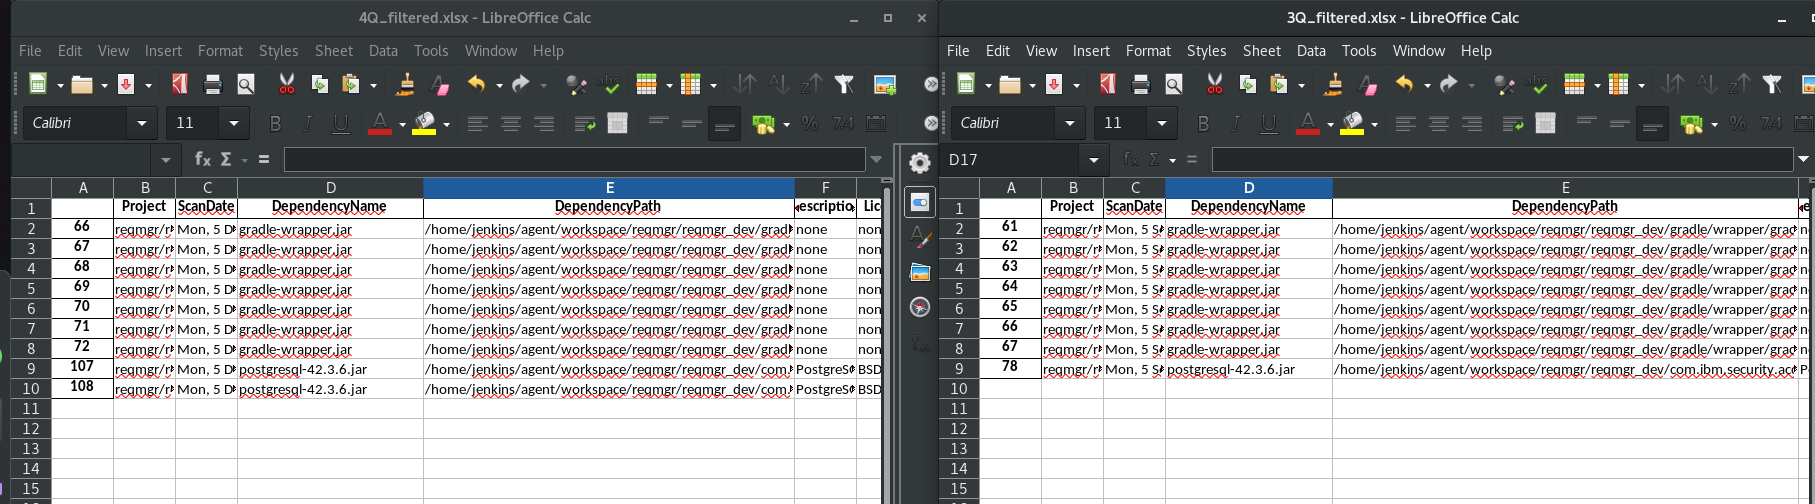 4Q_filtered.xlsx - LibreOffice Calc
File Edit View Insert Format Styles Sheet Data Tools Window Help
Calibri 11
A B C D E F
1 Project ScanDate DependencyName DependencyPath escriptio Lic
2 66 reqmgr/r Mon, 5 D gradle-wrapper.jar /home/jenkins/agent/workspace/reqmgr/reqmgr_dev/gradl none non
3 67 reqmgr/r Mon, 5 D gradle-wrapper.jar /home/jenkins/agent/workspace/reqmgr/reqmgr_dev/gradl none non
4 68 reqmgr/r Mon, 5 D gradle-wrapper.jar /home/jenkins/agent/workspace/reqmgr/reqmgr_dev/gradl none non
5 69 reqmgr/r Mon, 5 D gradle-wrapper.jar /home/jenkins/agent/workspace/reqmgr/reqmgr_dev/gradl none non
6 70 reqmgr/r Mon, 5 D gradle-wrapper.jar /home/jenkins/agent/workspace/reqmgr/reqmgr_dev/gradl none non
7 71 reqmgr/r Mon, 5 D gradle-wrapper.jar /home/jenkins/agent/workspace/reqmgr/reqmgr_dev/gradl none non
8 72 reqmgr/r Mon, 5 D gradle-wrapper.jar /home/jenkins/agent/workspace/reqmgr/reqmgr_dev/gradl none non
9 107 reqmgr/r Mon, 5 D postgresql-42.3.6.jar /home/jenkins/agent/workspace/reqmgr/reqmgr_dev/com. PostgreS BSD
10 108 reqmgr/r Mon, 5 D postgresql-42.3.6.jar /home/jenkins/agent/workspace/reqmgr/reqmgr_dev/com. PostgreS BSD
11
12
13
14
15
3Q_filtered.xlsx - LibreOffice Calc
File Edit View Insert Format Styles Sheet Data Tools Window Help
Calibri 11
D17
A B C D E
1 Project ScanDate DependencyName DependencyPath
2 61 reqmgr/r Mon, 5 S gradle-wrapper.jar /home/jenkins/agent/workspace/reqmgr/reqmgr_dev/gradle/wrapper/grad
3 62 reqmgr/r Mon, 5 S gradle-wrapper.jar /home/jenkins/agent/workspace/reqmgr/reqmgr_dev/gradle/wrapper/grad
4 63 reqmgr/r Mon, 5 S gradle-wrapper.jar /home/jenkins/agent/workspace/reqmgr/reqmgr_dev/gradle/wrapper/grad
5 64 reqmgr/r Mon, 5 S gradle-wrapper.jar /home/jenkins/agent/workspace/reqmgr/reqmgr_dev/gradle/wrapper/grad
6 65 reqmgr/r Mon, 5 S gradle-wrapper.jar /home/jenkins/agent/workspace/reqmgr/reqmgr_dev/gradle/wrapper/grad
7 66 reqmgr/r Mon, 5 S gradle-wrapper.jar /home/jenkins/agent/workspace/reqmgr/reqmgr_dev/gradle/wrapper/grad
8 67 reqmgr/r Mon, 5 S gradle-wrapper.jar /home/jenkins/agent/workspace/reqmgr/reqmgr_dev/gradle/wrapper/grad
9 78 reqmgr/r Mon, 5 S postgresql-42.3.6.jar /home/jenkins/agent/workspace/reqmgr/reqmgr_dev/com.ibm.security.ac
10
11
12
13
14
15